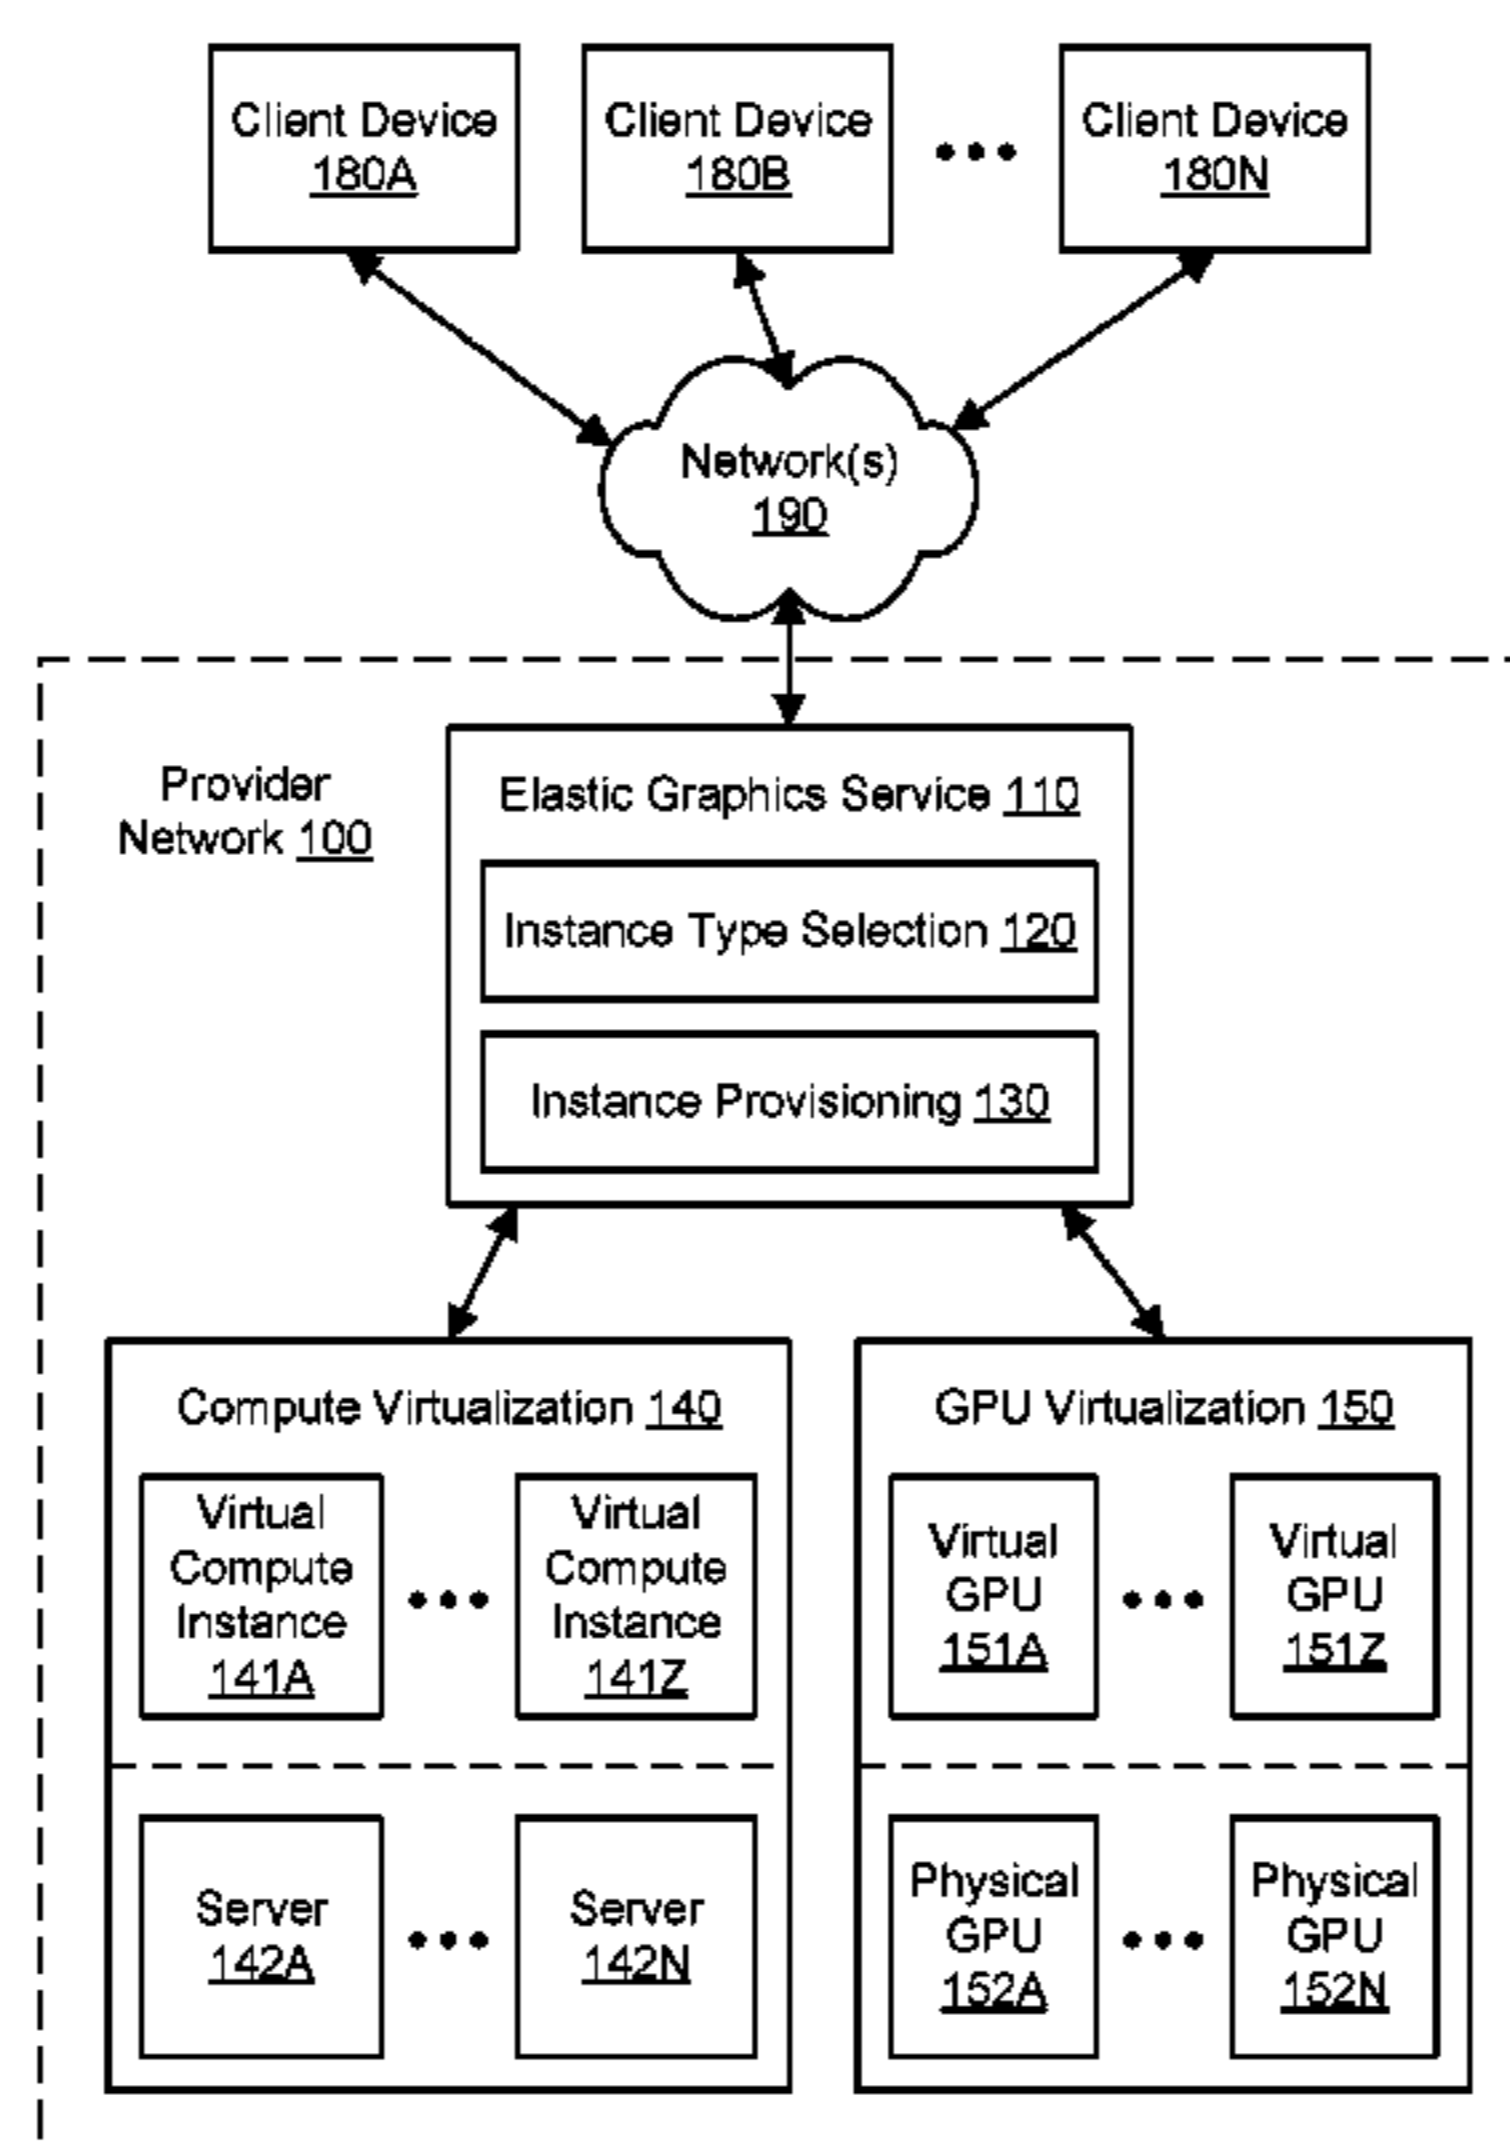 Client Device
180A
Client Device
180B
Client Device
180N
Network(s)
190
Provider
Network 100
Elastic Graphics Service 110
Instance Type Selection 120
Instance Provisioning 130
Compute Virtualization 140
Virtual
Compute
Instance
141A
Virtual
Compute
Instance
141Z
Server
142A
Server
142N
GPU Virtualization 150
Virtual
GPU
151A
Virtual
GPU
151Z
Physical
GPU
152A
Physical
GPU
152N